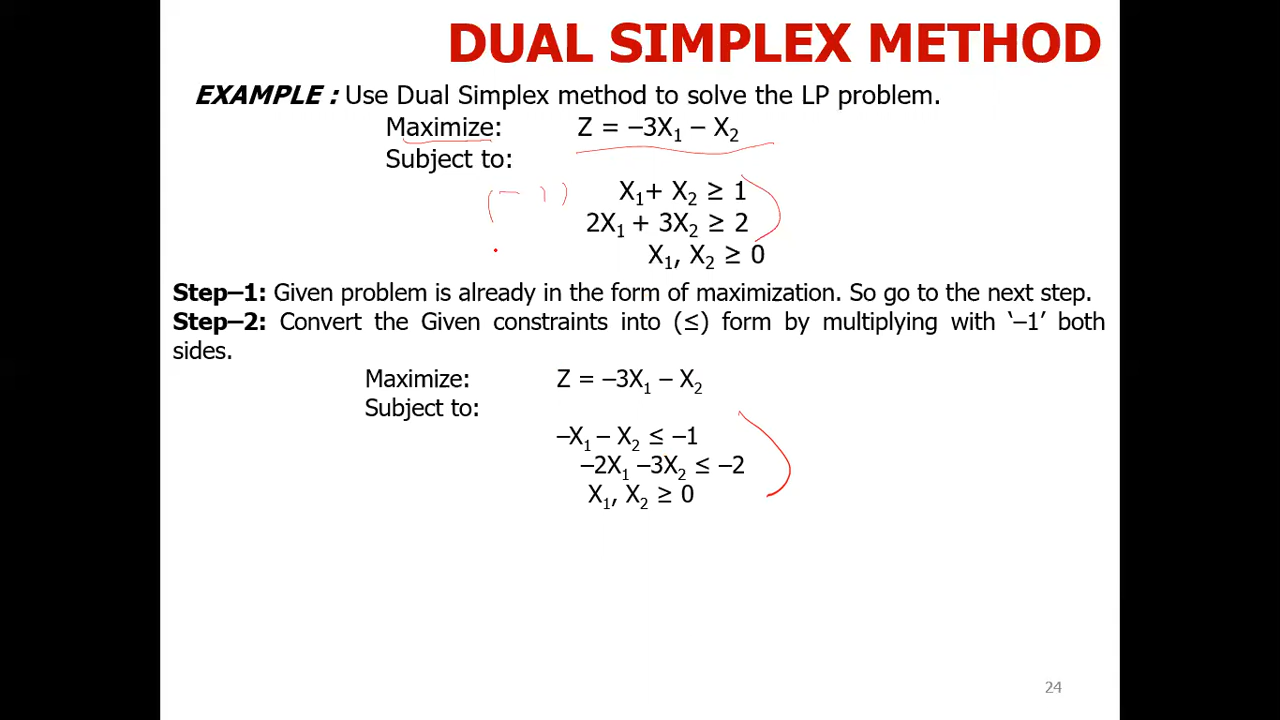 DUAL SIMPLEX METHOD
EXAMPLE : Use Dual Simplex method to solve the LP problem.
Maximize: Z = –3X₁ – X₂
Subject to:
(–1) X₁+ X₂ ≥ 1
2X₁ + 3X₂ ≥ 2
X₁, X₂ ≥ 0
Step–1: Given problem is already in the form of maximization. So go to the next step.
Step–2: Convert the Given constraints into (≤) form by multiplying with ‘–1’ both
sides.
Maximize: Z = –3X₁ – X₂
Subject to:
–X₁ – X₂ ≤ –1
–2X₁ –3X₂ ≤ –2
X₁, X₂ ≥ 0
24